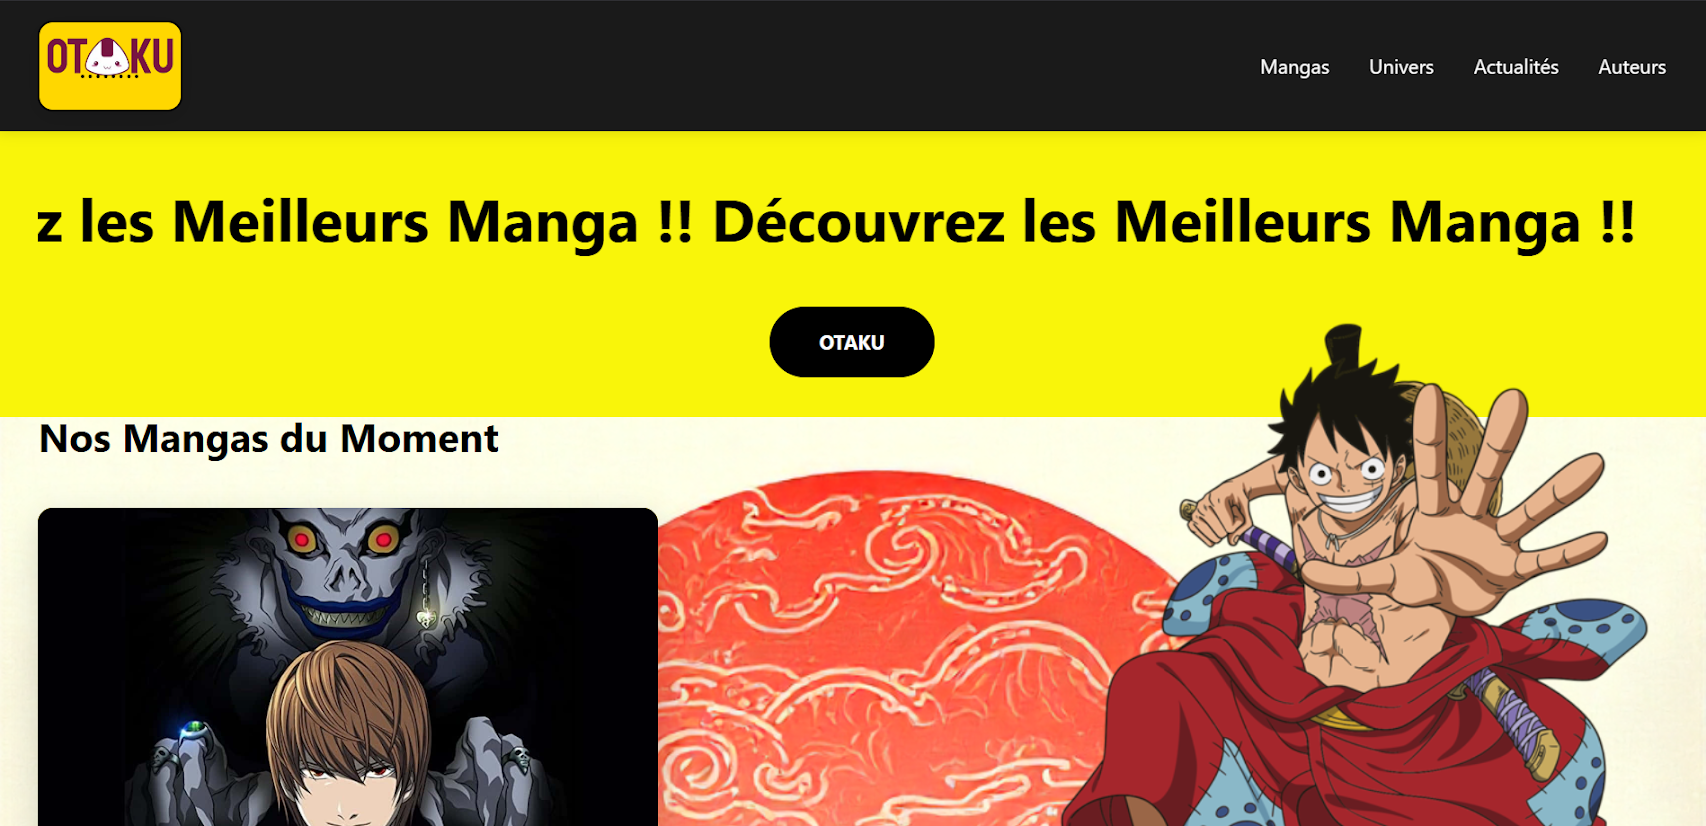 OTAKU
Mangas Univers Actualités Auteurs
z les Meilleurs Manga !! Découvrez les Meilleurs Manga !!
OTAKU
Nos Mangas du Moment